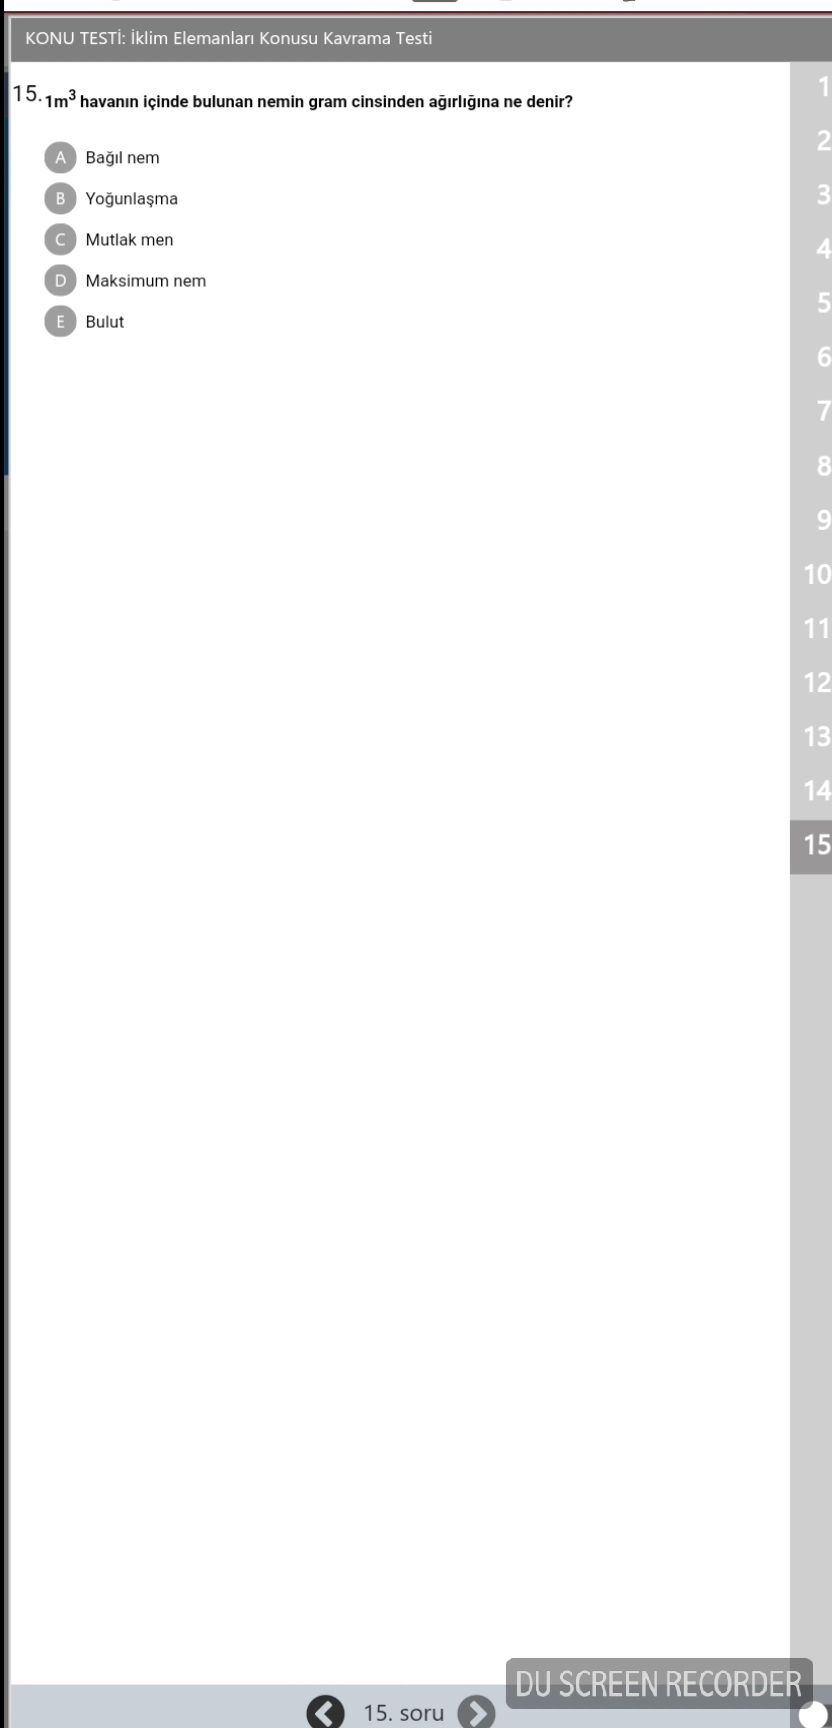 KONU TESTİ: İklim Elemanları Konusu Kavrama Testi
15. 1m³ havanın içinde bulunan nemin gram cinsinden ağırlığına ne denir?
A Bağıl nem
B Yoğunlaşma
C Mutlak men
D Maksimum nem
E Bulut
1
2
3
4
5
6
7
8
9
10
11
12
13
14
15
DU SCREEN RECORDER
15. soru